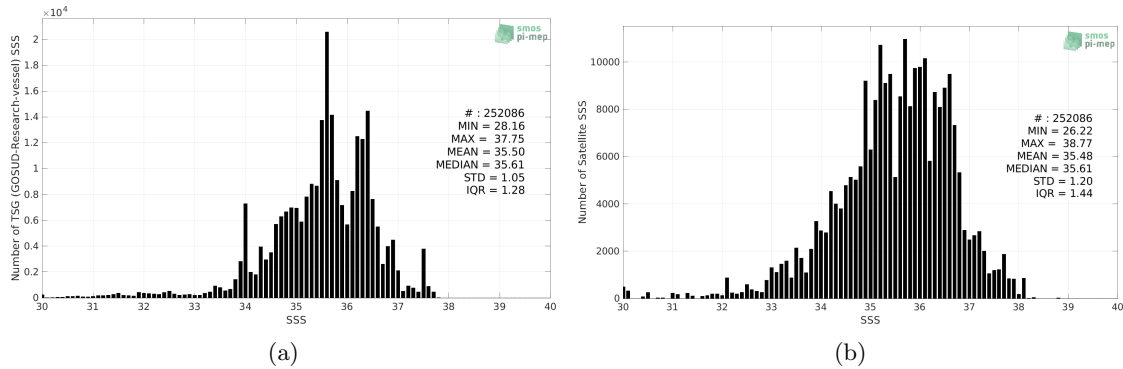 ×10⁴
2
1.8
1.6
1.4
1.2
1
0.8
0.6
0.4
0.2
0
30 31 32 33 34 35 36 37 38 39 40
SSS
Number of TSG (GOSUD-Research-vessel) SSS
smos
pi-mep
# : 252086
MIN = 28.16
MAX = 37.75
MEAN = 35.50
MEDIAN = 35.61
STD = 1.05
IQR = 1.28
(a)
10000
8000
6000
4000
2000
0
30 31 32 33 34 35 36 37 38 39 40
SSS
Number of Satellite SSS
smos
pi-mep
# : 252086
MIN = 26.22
MAX = 38.77
MEAN = 35.48
MEDIAN = 35.61
STD = 1.20
IQR = 1.44
(b)